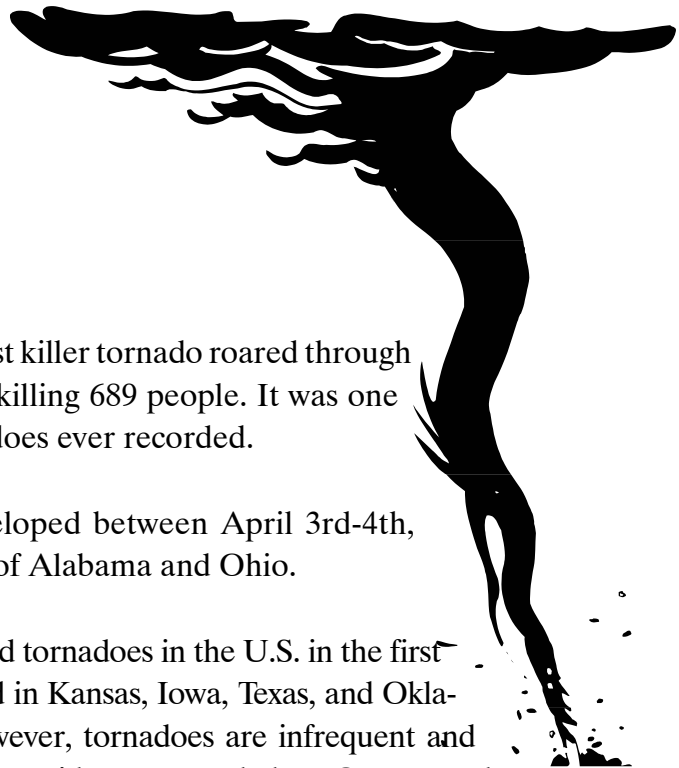 st killer tornado roared through
killing 689 people. It was one
does ever recorded.
eloped between April 3rd-4th,
of Alabama and Ohio.
d tornadoes in the U.S. in the first
in Kansas, Iowa, Texas, and Okla-
wever, tornadoes are infrequent and